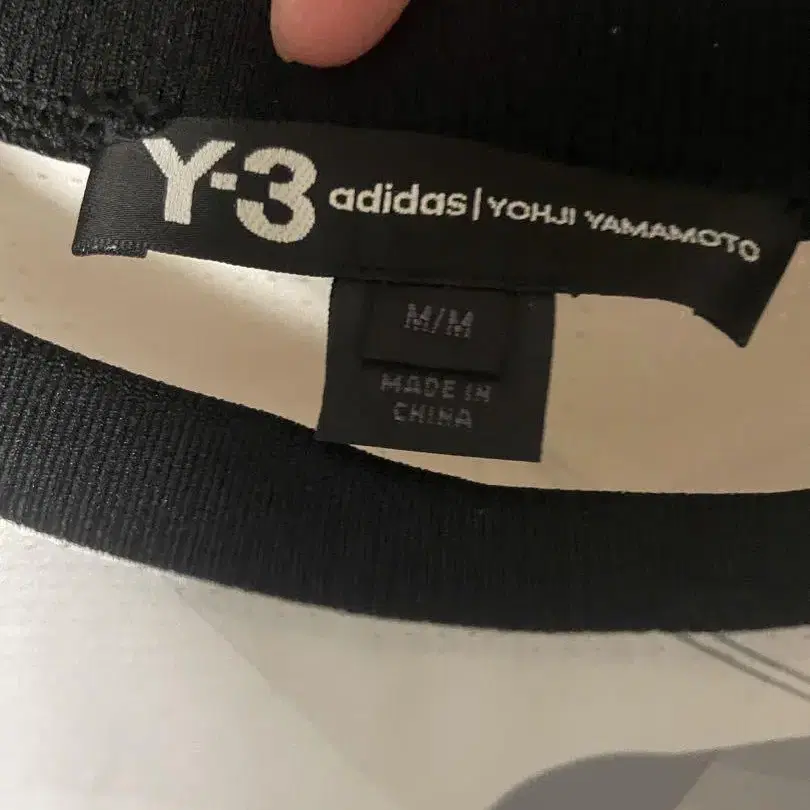 Y-3 adidas | YOHJI YAMAMOTO
M/M
MADE IN
CHINA